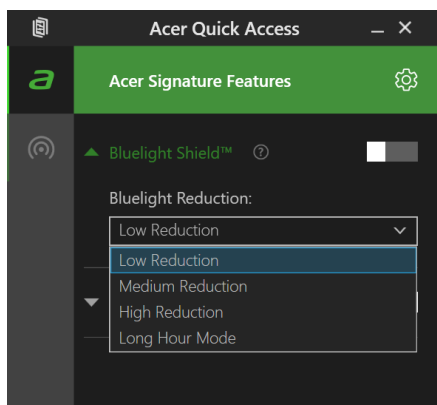 Acer Quick Access
a
Acer Signature Features
Bluelight Shield™ ?
Bluelight Reduction:
Low Reduction
Low Reduction
Medium Reduction
High Reduction
Long Hour Mode